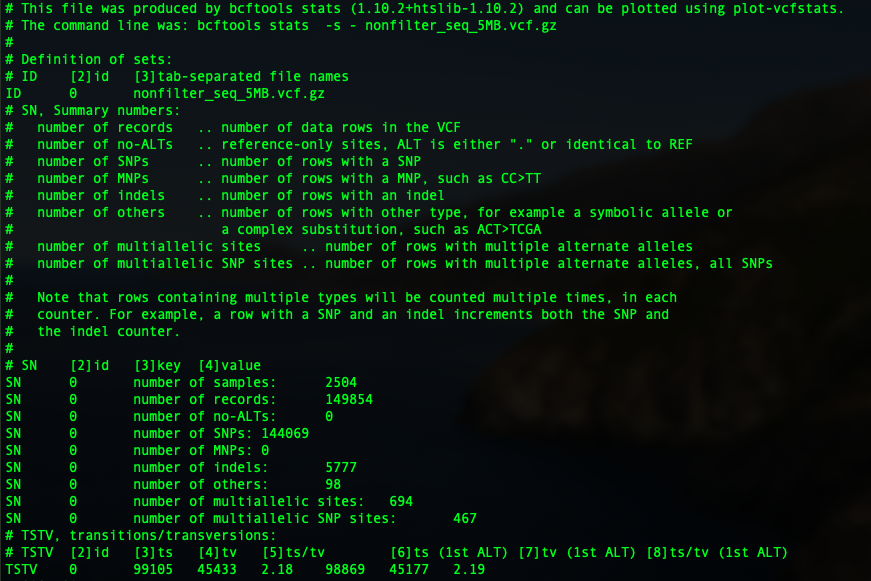 # This file was produced by bcftools stats (1.10.2+htslib-1.10.2) and can be plotted using plot-vcfstats.
# The command line was: bcftools stats  -s - nonfilter_seq_5MB.vcf.gz
#
# Definition of sets:
# ID    [2]id   [3]tab-separated file names
ID      0       nonfilter_seq_5MB.vcf.gz
# SN, Summary numbers:
#   number of records   .. number of data rows in the VCF
#   number of no-ALTs   .. reference-only sites, ALT is either "." or identical to REF
#   number of SNPs      .. number of rows with a SNP
#   number of MNPs      .. number of rows with a MNP, such as CC>TT
#   number of indels    .. number of rows with an indel
#   number of others    .. number of rows with other type, for example a symbolic allele or
#                          a complex substitution, such as ACT>TCGA
#   number of multiallelic sites     .. number of rows with multiple alternate alleles
#   number of multiallelic SNP sites .. number of rows with multiple alternate alleles, all SNPs
#
#   Note that rows containing multiple types will be counted multiple times, in each
#   counter. For example, a row with a SNP and an indel increments both the SNP and
#   the indel counter.
#
# SN    [2]id   [3]key  [4]value
SN      0       number of samples:      2504
SN      0       number of records:      149854
SN      0       number of no-ALTs:      0
SN      0       number of SNPs: 144069
SN      0       number of MNPs: 0
SN      0       number of indels:       5777
SN      0       number of others:       98
SN      0       number of multiallelic sites:   694
SN      0       number of multiallelic SNP sites:       467
# TSTV, transitions/transversions:
# TSTV  [2]id   [3]ts   [4]tv   [5]ts/tv        [6]ts (1st ALT) [7]tv (1st ALT) [8]ts/tv (1st ALT)
TSTV    0       99105   45433   2.18    98869   45177   2.19